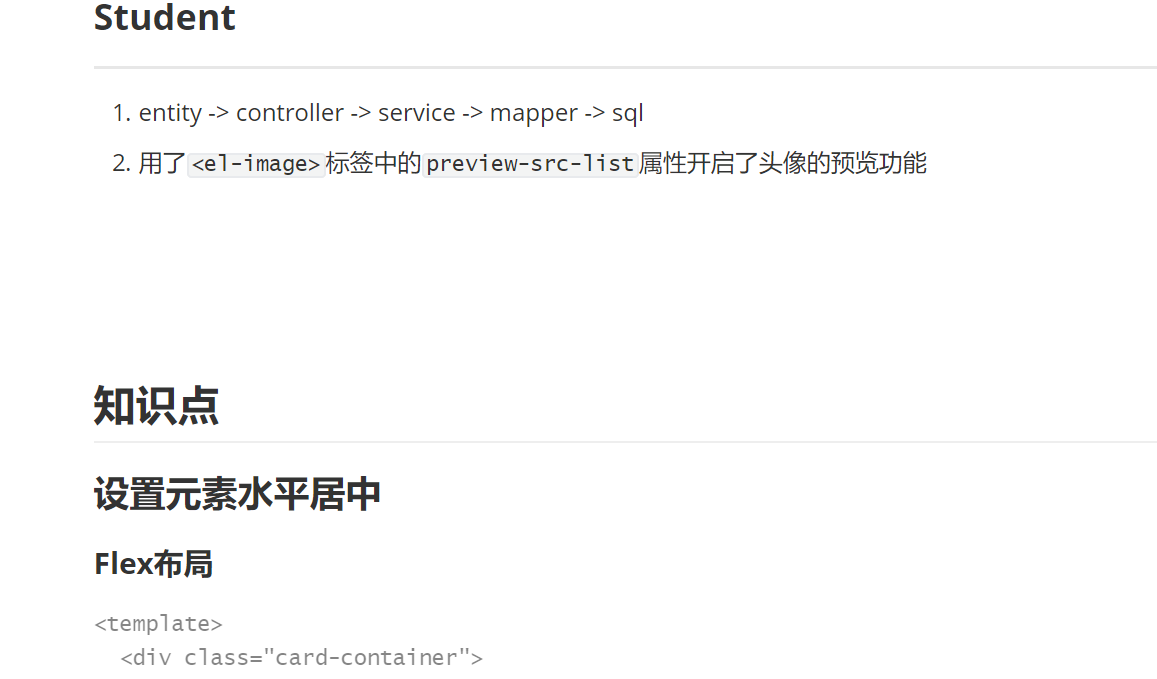 Student
1. entity -> controller -> service -> mapper -> sql
2. 用了<el-image>标签中的preview-src-list属性开启了头像的预览功能
知识点
设置元素水平居中
Flex布局
<template>
<div class="card-container">